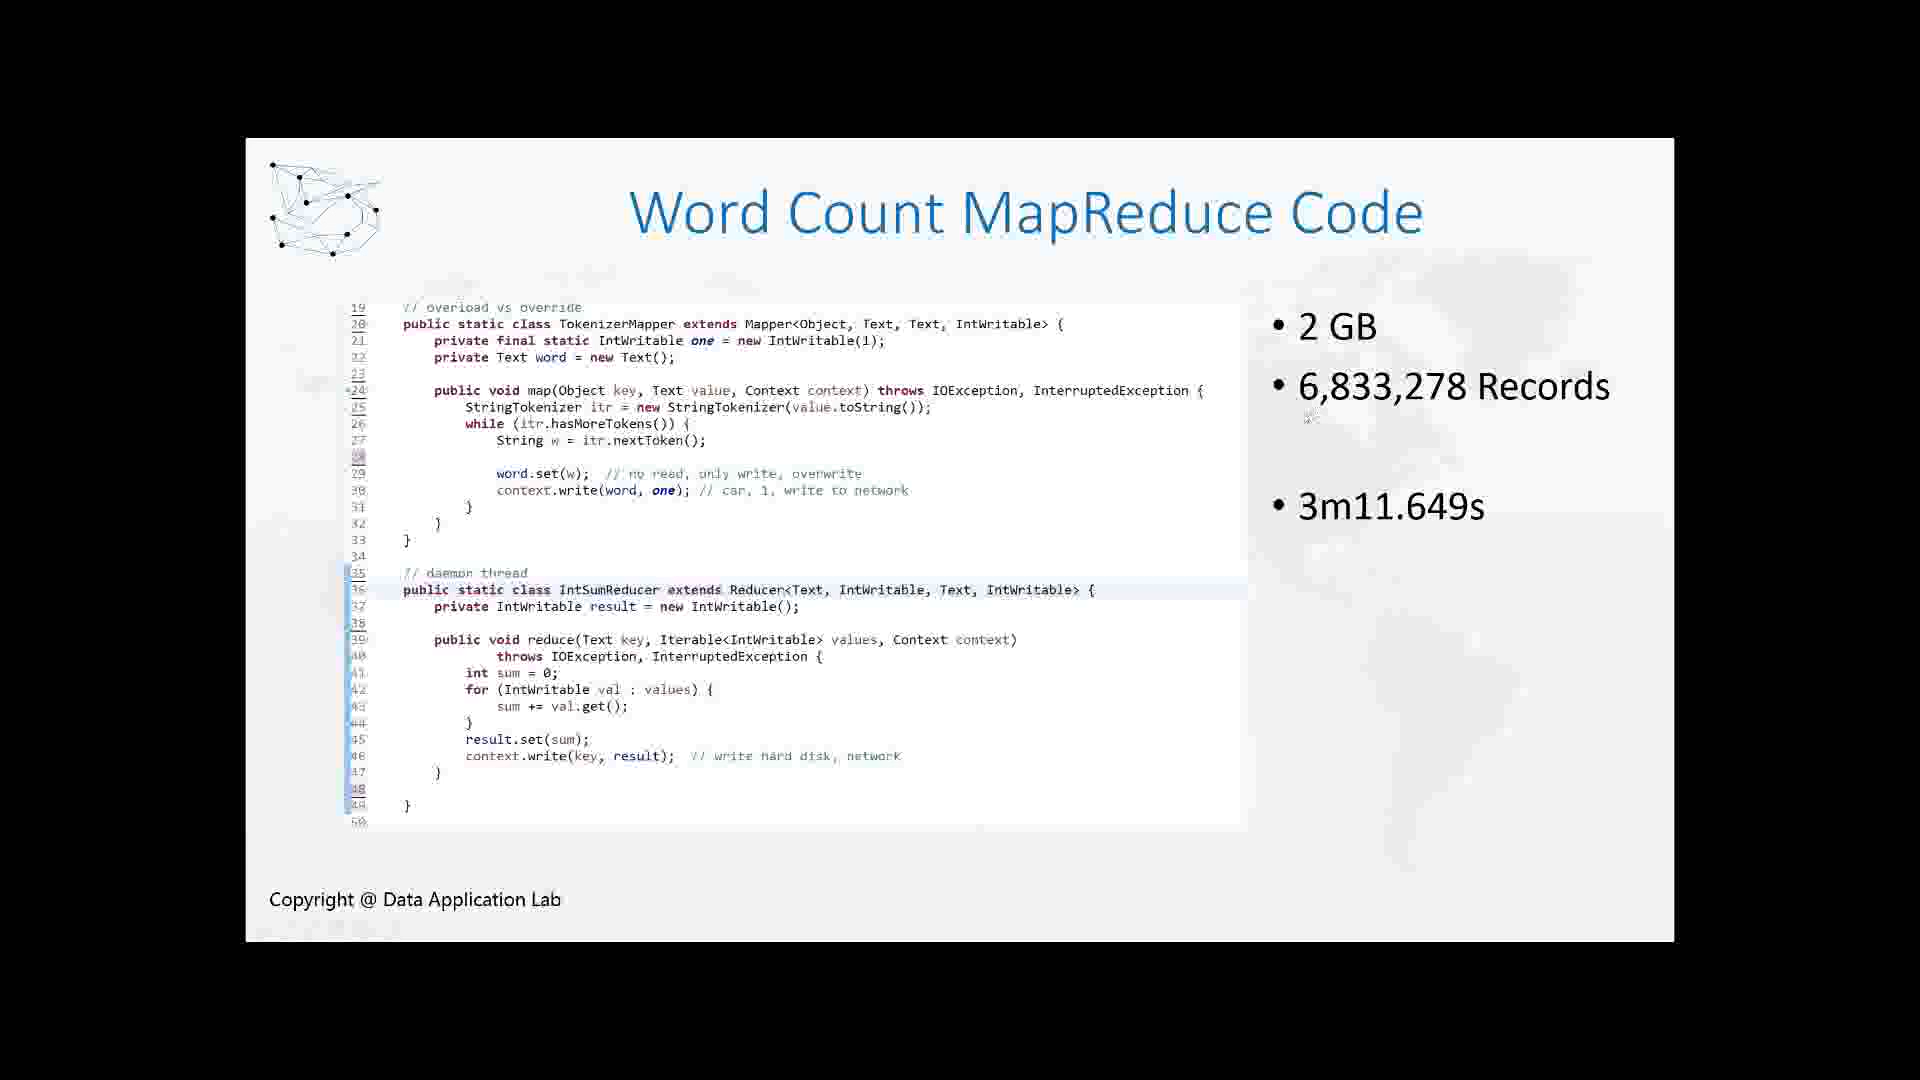 Word Count MapReduce Code
19 // overload vs override
20 public static class TokenizerMapper extends Mapper<Object, Text, Text, IntWritable> {
21 private final static IntWritable one = new IntWritable(1);
22 private Text word = new Text();
23
24 public void map(Object key, Text value, Context context) throws IOException, InterruptedException {
25 StringTokenizer itr = new StringTokenizer(value.toString());
26 while (itr.hasMoreTokens()) {
27 String w = itr.nextToken();
28
29 word.set(w); // no read, only write, overwrite
30 context.write(word, one); // car, 1, write to network
31 }
32 }
33 }
34
35 // daemon thread
36 public static class IntSumReducer extends Reducer<Text, IntWritable, Text, IntWritable> {
37 private IntWritable result = new IntWritable();
38
39 public void reduce(Text key, Iterable<IntWritable> values, Context context)
40 throws IOException, InterruptedException {
41 int sum = 0;
42 for (IntWritable val : values) {
43 sum += val.get();
44 }
45 result.set(sum);
46 context.write(key, result); // write hard disk, network
47 }
48
49 }
50
• 2 GB
• 6,833,278 Records
• 3m11.649s
Copyright @ Data Application Lab